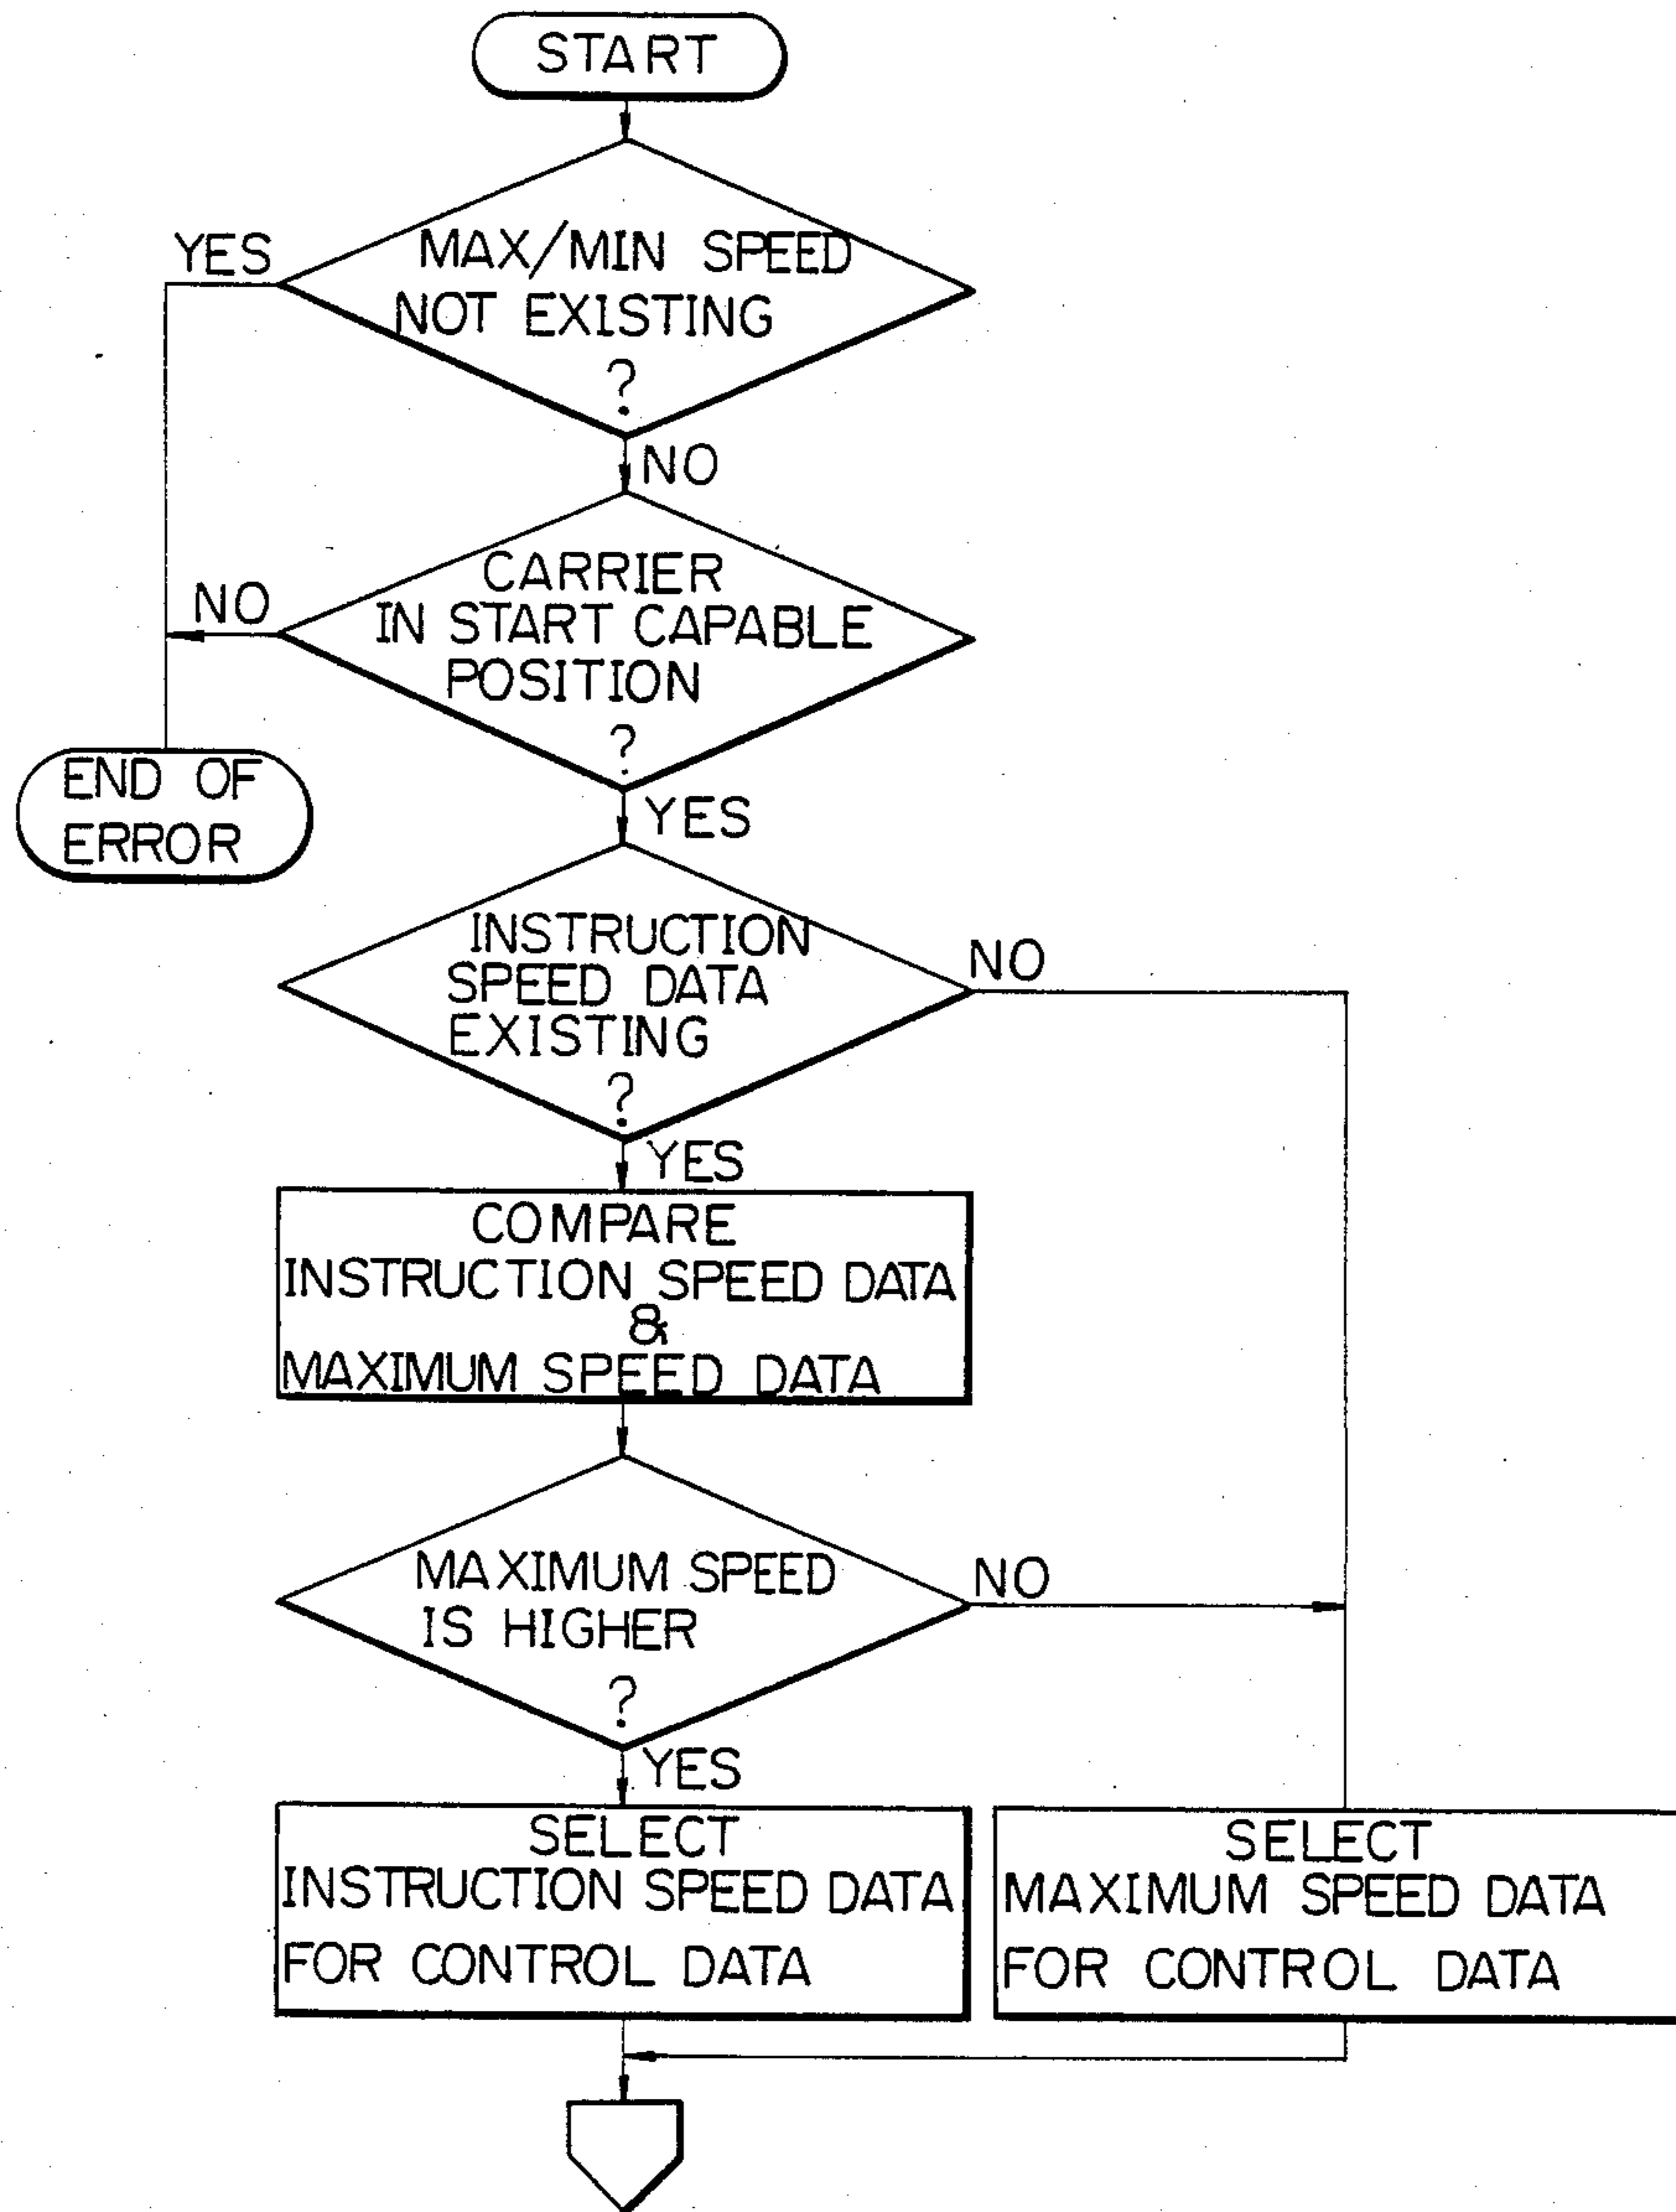 START
YES
MAX/MIN SPEED
NOT EXISTING
?
NO
NO
CARRIER
IN START CAPABLE
POSITION
?
END OF
ERROR
YES
INSTRUCTION
SPEED DATA
EXISTING
?
NO
YES
COMPARE
INSTRUCTION SPEED DATA
&
MAXIMUM SPEED DATA
MAXIMUM SPEED
IS HIGHER
?
NO
YES
SELECT
INSTRUCTION SPEED DATA
FOR CONTROL DATA
SELECT
MAXIMUM SPEED DATA
FOR CONTROL DATA